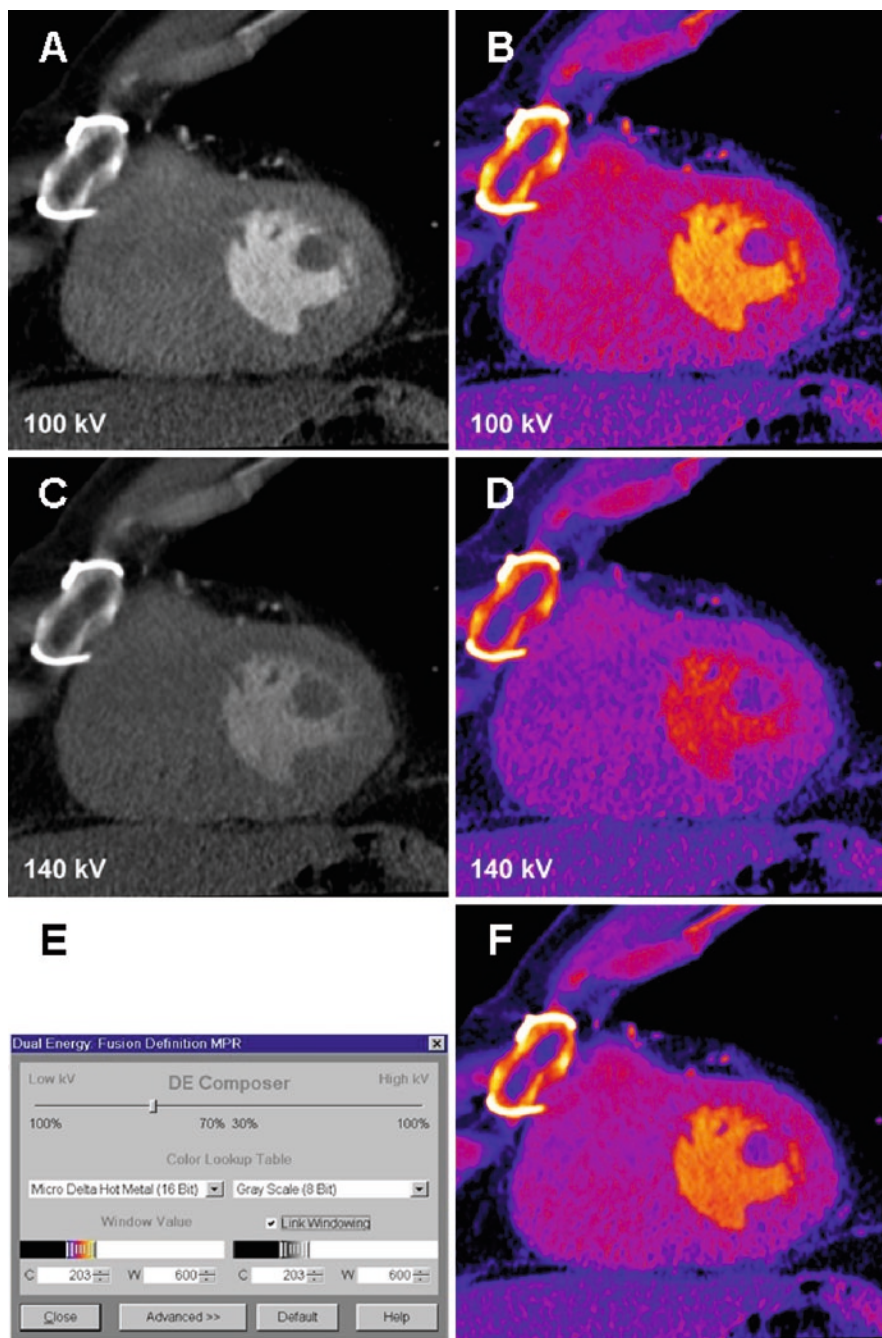 A
B
100 kV
100 kV
C
D
140 kV
140 kV
E
F
Dual Energy: Fusion Definition MPR
Low kV DE Composer High kV
100% 70% 30% 100%
Color Lookup Table
Micro Delta Hot Metal (16 Bit) Gray Scale (8 Bit)
Window Value Link Windowing
C 203 W 600 C 203 W 600
Close Advanced >> Default Help